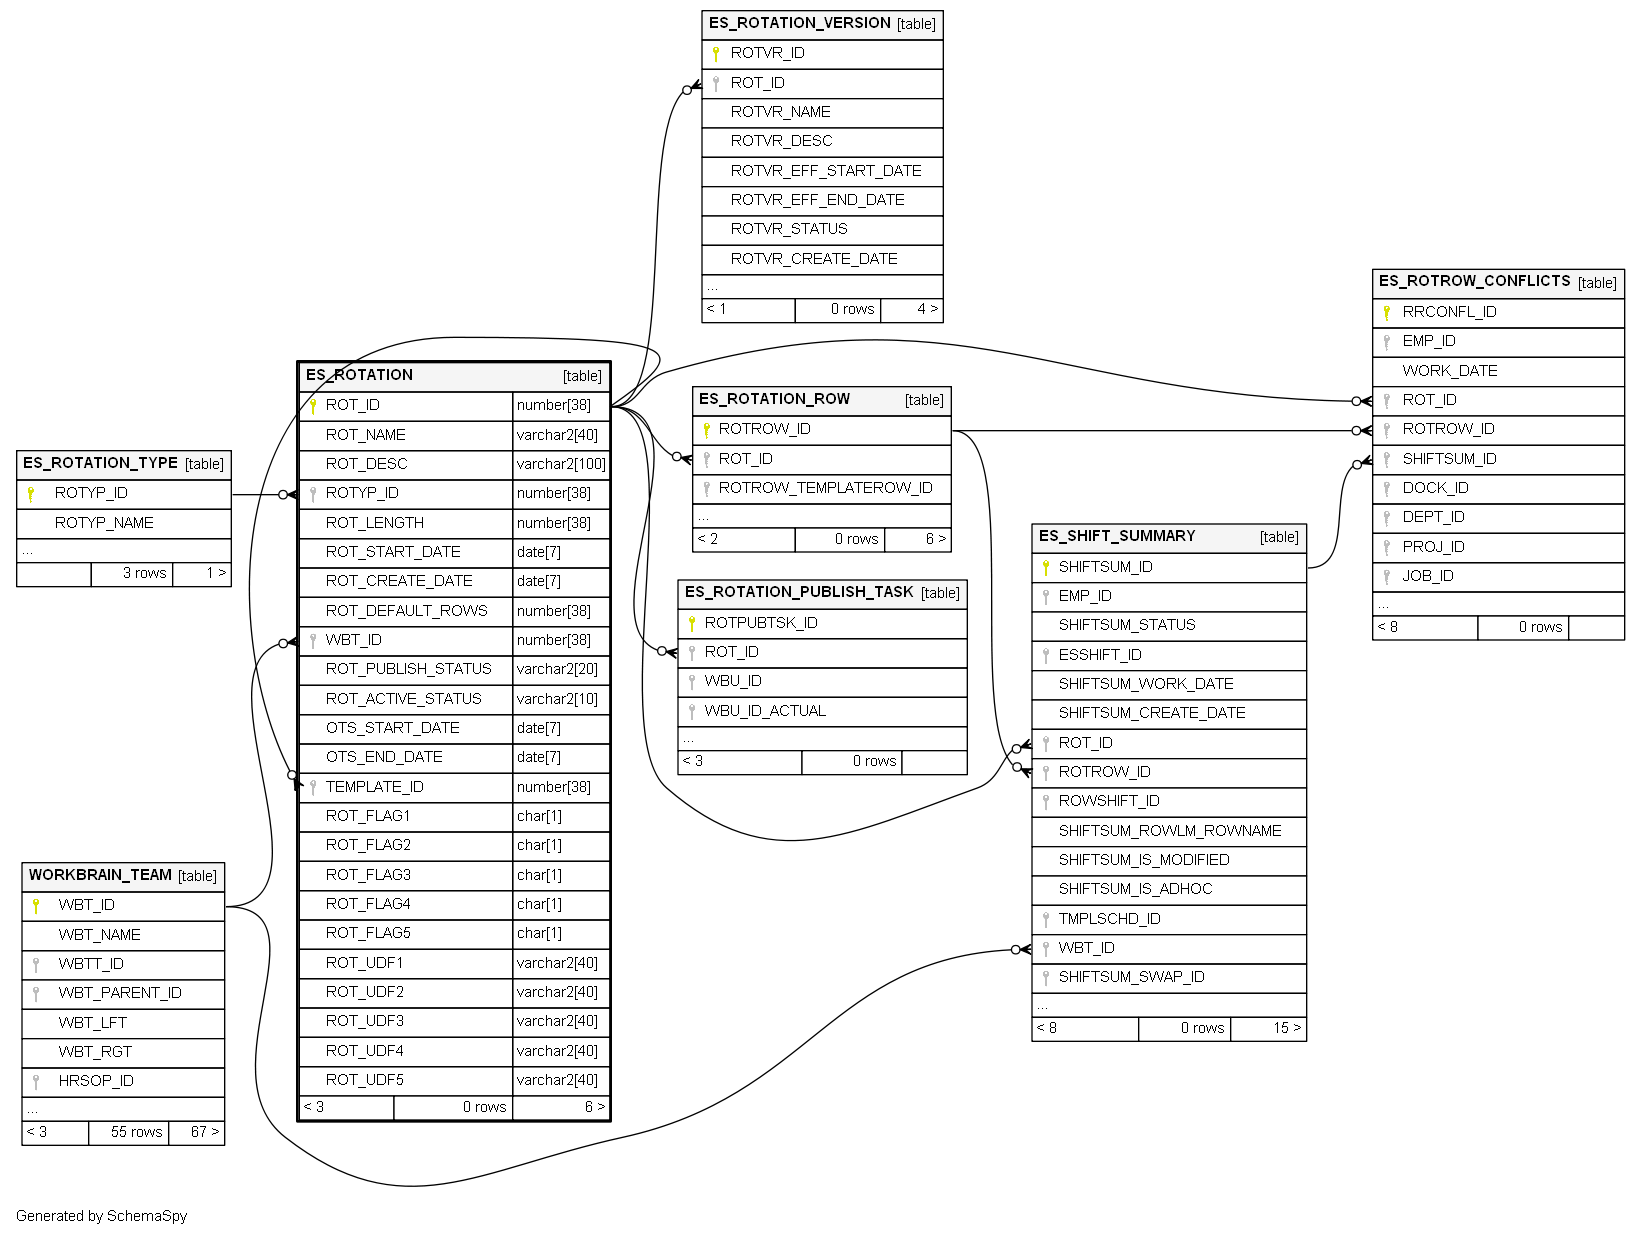 ES_ROTATION_VERSION [table]
ROTVR_ID
ROT_ID
ROTVR_NAME
ROTVR_DESC
ROTVR_EFF_START_DATE
ROTVR_EFF_END_DATE
ROTVR_STATUS
ROTVR_CREATE_DATE
...
< 1 0 rows 4 >
ES_ROTROW_CONFLICTS [table]
RRCONFL_ID
EMP_ID
WORK_DATE
ROT_ID
ROTROW_ID
SHIFTSUM_ID
DOCK_ID
DEPT_ID
PROJ_ID
JOB_ID
...
< 8 0 rows
ES_ROTATION [table]
ROT_ID number[38]
ROT_NAME varchar2[40]
ROT_DESC varchar2[100]
ROTYP_ID number[38]
ROT_LENGTH number[38]
ROT_START_DATE date[7]
ROT_CREATE_DATE date[7]
ROT_DEFAULT_ROWS number[38]
WBT_ID number[38]
ROT_PUBLISH_STATUS varchar2[20]
ROT_ACTIVE_STATUS varchar2[10]
OTS_START_DATE date[7]
OTS_END_DATE date[7]
TEMPLATE_ID number[38]
ROT_FLAG1 char[1]
ROT_FLAG2 char[1]
ROT_FLAG3 char[1]
ROT_FLAG4 char[1]
ROT_FLAG5 char[1]
ROT_UDF1 varchar2[40]
ROT_UDF2 varchar2[40]
ROT_UDF3 varchar2[40]
ROT_UDF4 varchar2[40]
ROT_UDF5 varchar2[40]
< 3 0 rows 6 >
ES_ROTATION_ROW [table]
ROTROW_ID
ROT_ID
ROTROW_TEMPLATEROW_ID
...
< 2 0 rows 6 >
ES_ROTATION_TYPE [table]
ROTYP_ID
ROTYP_NAME
...
3 rows 1 >
ES_SHIFT_SUMMARY [table]
SHIFTSUM_ID
EMP_ID
SHIFTSUM_STATUS
ESSHIFT_ID
SHIFTSUM_WORK_DATE
SHIFTSUM_CREATE_DATE
ROT_ID
ROTROW_ID
ROWSHIFT_ID
SHIFTSUM_ROWLM_ROWNAME
SHIFTSUM_IS_MODIFIED
SHIFTSUM_IS_ADHOC
TMPLSCHD_ID
WBT_ID
SHIFTSUM_SWAP_ID
...
< 8 0 rows 15 >
ES_ROTATION_PUBLISH_TASK [table]
ROTPUBTSK_ID
ROT_ID
WBU_ID
WBU_ID_ACTUAL
...
< 3 0 rows
WORKBRAIN_TEAM [table]
WBT_ID
WBT_NAME
WBTT_ID
WBT_PARENT_ID
WBT_LFT
WBT_RGT
HRSOP_ID
...
< 3 55 rows 67 >
Generated by SchemaSpy